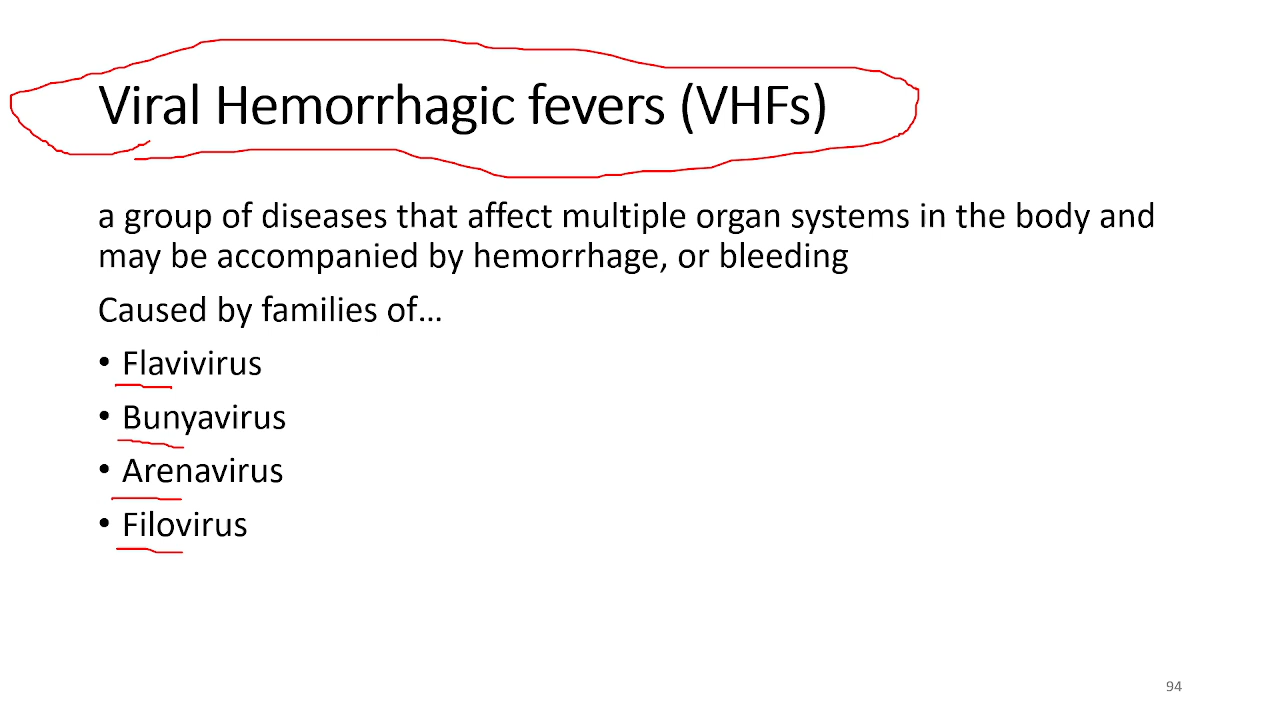 Viral Hemorrhagic fevers (VHFs)
a group of diseases that affect multiple organ systems in the body and
may be accompanied by hemorrhage, or bleeding
Caused by families of…
• Flavivirus
• Bunyavirus
• Arenavirus
• Filovirus
94